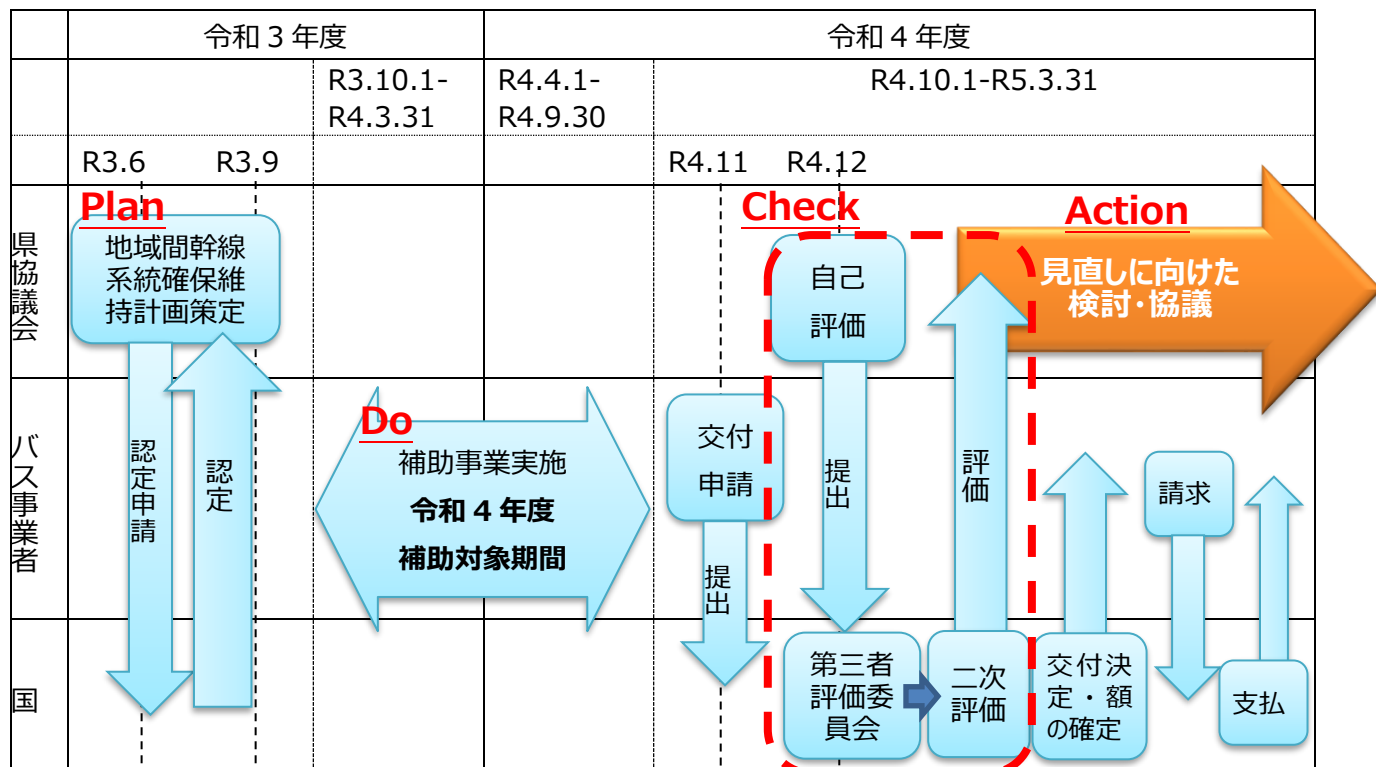 令和３年度
令和４年度
R3.10.1-
R4.3.31
R4.4.1-
R4.9.30
R4.10.1-R5.3.31
R3.6
R3.9
R4.11
R4.12
県協議会
Plan
地域間幹線
系統確保維
持計画策定
Check
自己
評価
Action
見直しに向けた
検討・協議
バス事業者
認定申請
認定
Do
補助事業実施
令和４年度
補助対象期間
交付
申請
提出
提出
評価
請求
国
第三者
評価委
員会
二次
評価
交付決
定・額
の確定
支払